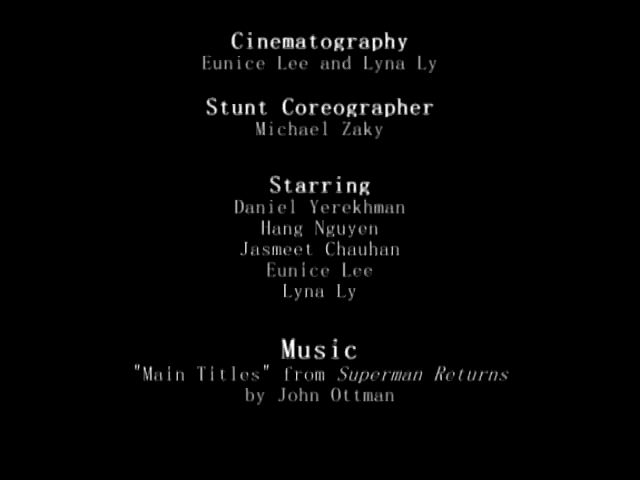 Cinematography
Eunice Lee and Lyna Ly
Stunt Coreographer
Michael Zaky
Starring
Daniel Yerekhman
Hang Nguyen
Jasmeet Chauhan
Eunice Lee
Lyna Ly
Music
"Main Titles" from Superman Returns
by John Ottman